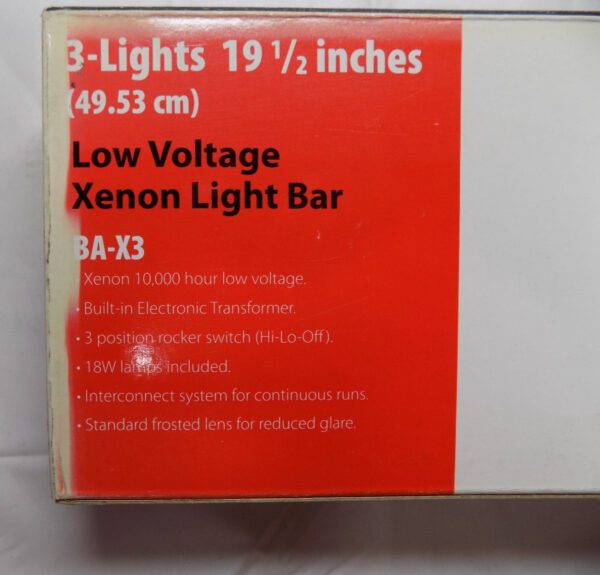 3-Lights 19 1/2 inches
(49.53 cm)
Low Voltage
Xenon Light Bar
BA-X3
• Xenon 10,000 hour low voltage.
• Built-in Electronic Transformer.
• 3 position rocker switch (Hi-Lo-Off).
• 18W lamps included.
• Interconnect system for continuous runs.
• Standard frosted lens for reduced glare.